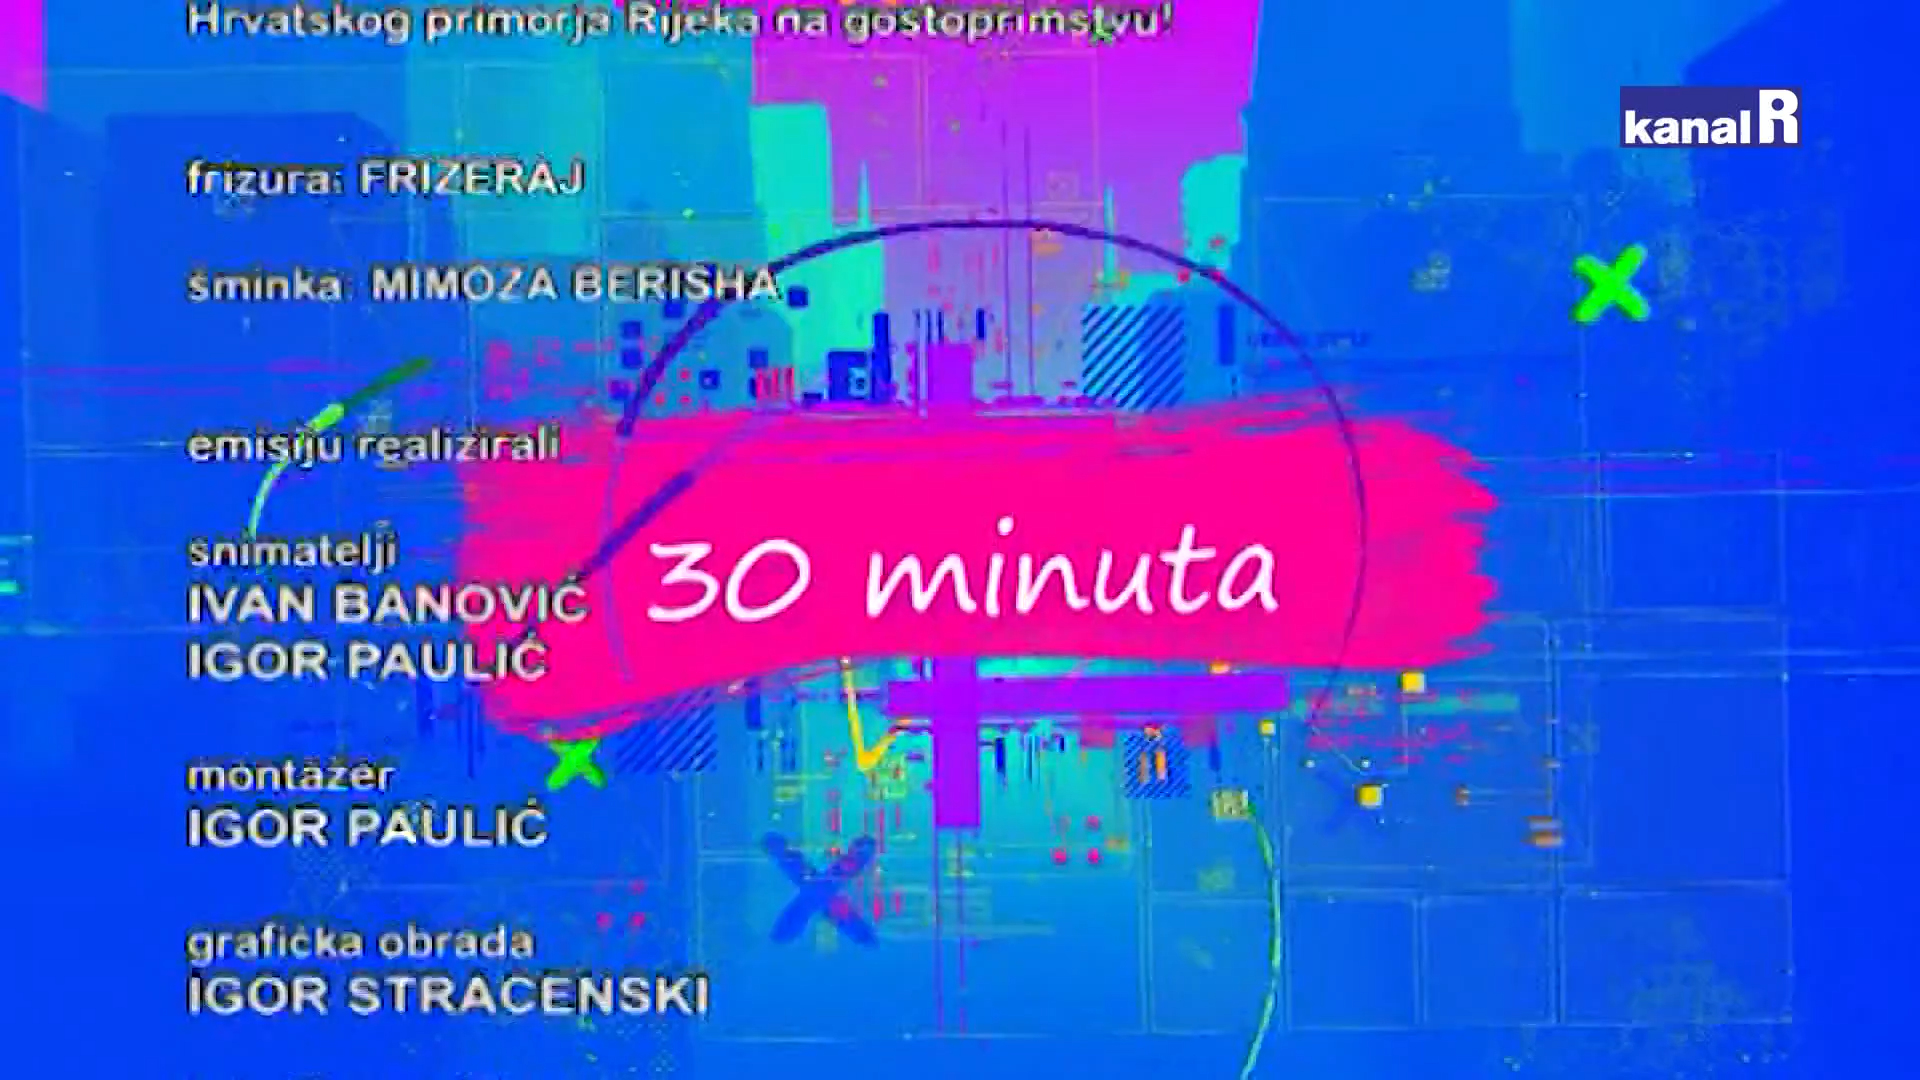 Hrvatskog primorja Rijeka na gostoprimstvu!
kanal R
frizura: FRIZERAJ
šminka: MIMOZA BERISHA
emisiju realizirali
snimatelji
IVAN BANOVIĆ
IGOR PAULIĆ
30 minuta
montažer
IGOR PAULIĆ
grafička obrada
IGOR STRACENSKI